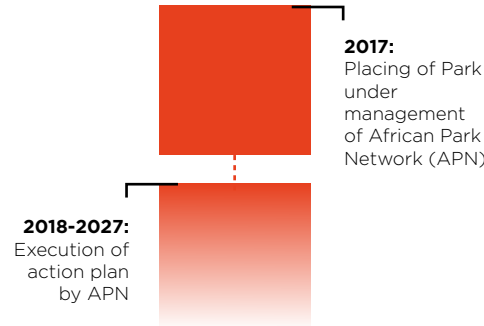 2017:
Placing of Park
under
management
of African Park
Network (APN)
2018-2027:
Execution of
action plan
by APN